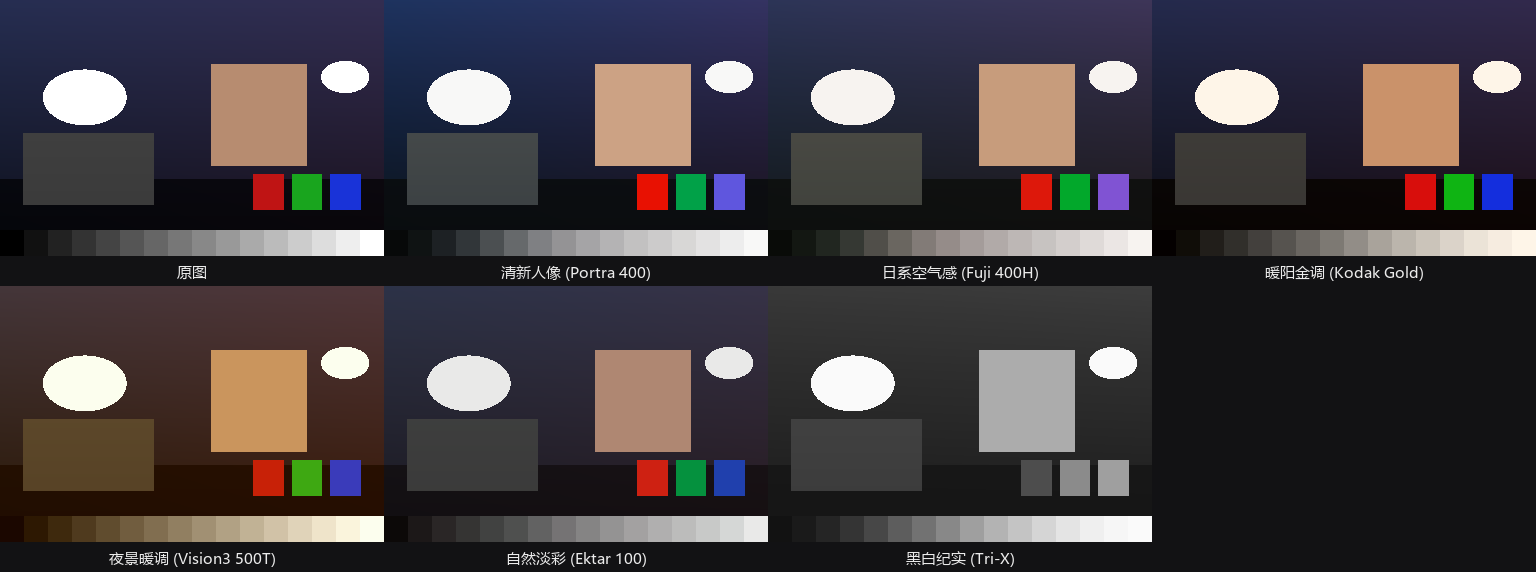 原图
清新人像 (Portra 400)
日系空气感 (Fuji 400H)
暖阳金调 (Kodak Gold)
夜景暖调 (Vision3 500T)
自然淡彩 (Ektar 100)
黑白纪实 (Tri-X)